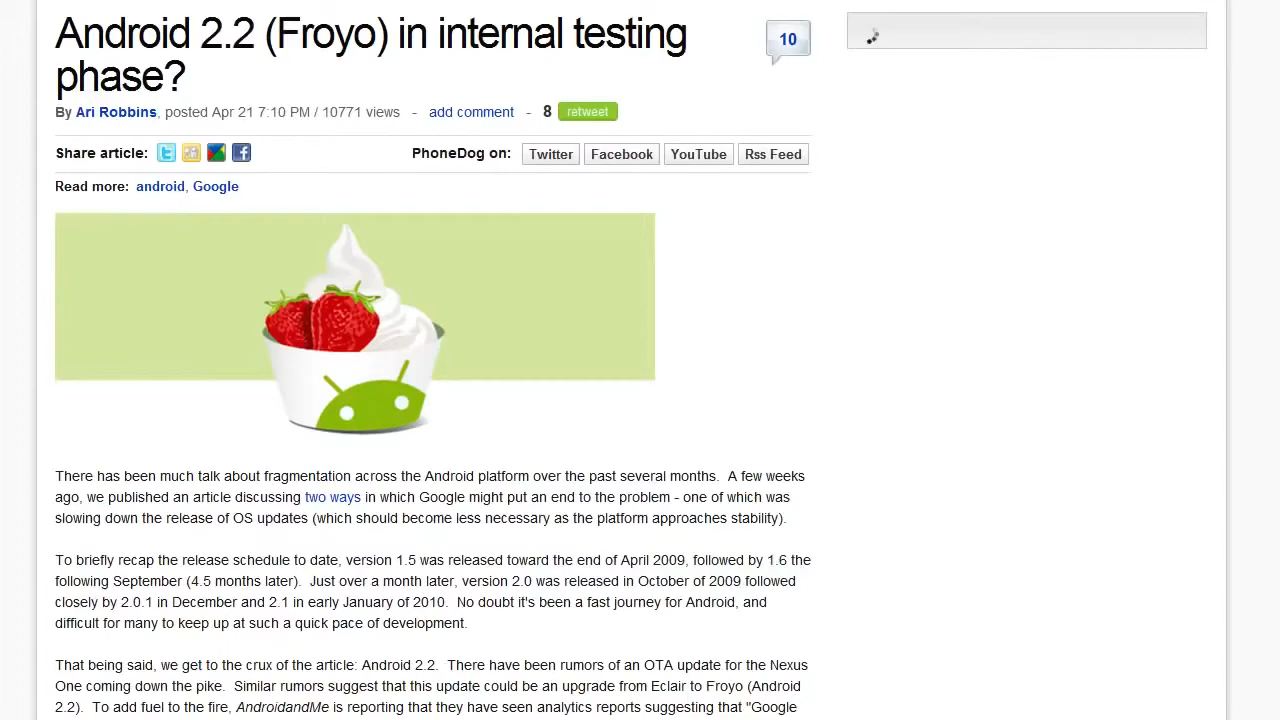 Android 2.2 (Froyo) in internal testing
phase?
10
By Ari Robbins, posted Apr 21 7:10 PM / 10771 views - add comment - 8 retweet
Share article: PhoneDog on: Twitter Facebook YouTube Rss Feed
Read more: android, Google
There has been much talk about fragmentation across the Android platform over the past several months. A few weeks
ago, we published an article discussing two ways in which Google might put an end to the problem - one of which was
slowing down the release of OS updates (which should become less necessary as the platform approaches stability).
To briefly recap the release schedule to date, version 1.5 was released toward the end of April 2009, followed by 1.6 the
following September (4.5 months later). Just over a month later, version 2.0 was released in October of 2009 followed
closely by 2.0.1 in December and 2.1 in early January of 2010. No doubt it's been a fast journey for Android, and
difficult for many to keep up at such a quick pace of development.
That being said, we get to the crux of the article: Android 2.2. There have been rumors of an OTA update for the Nexus
One coming down the pike. Similar rumors suggest that this update could be an upgrade from Eclair to Froyo (Android
2.2). To add fuel to the fire, AndroidandMe is reporting that they have seen analytics reports suggesting that "Google